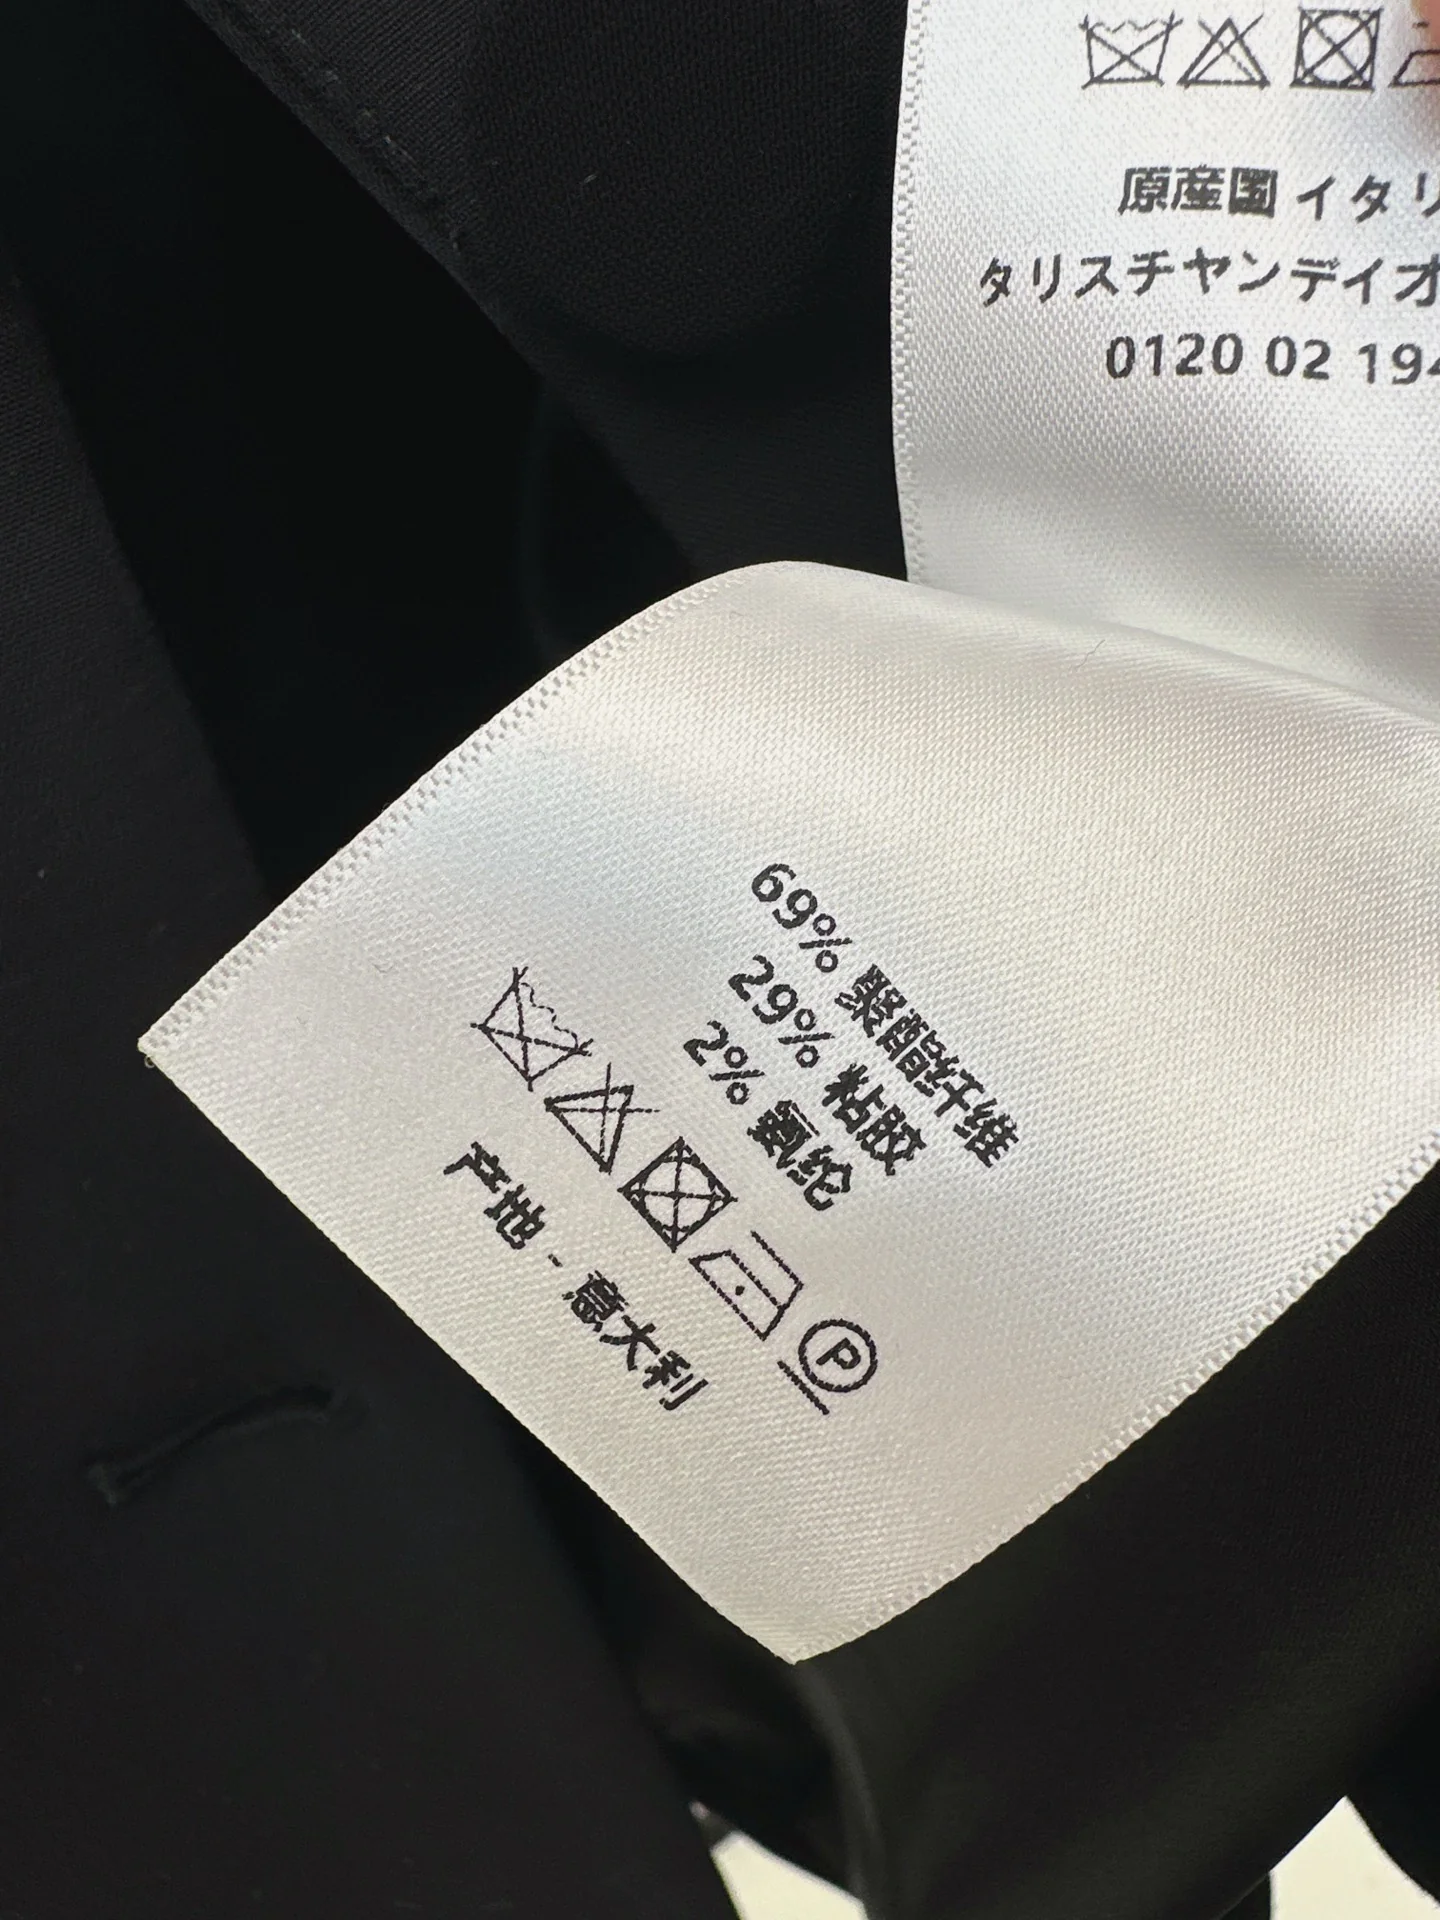 原産国 イタリ
タリスチャンディオ
0120 02 194
69% 聚酯纤维
29% 粘胶
2% 氨纶
P
产地 - 意大利